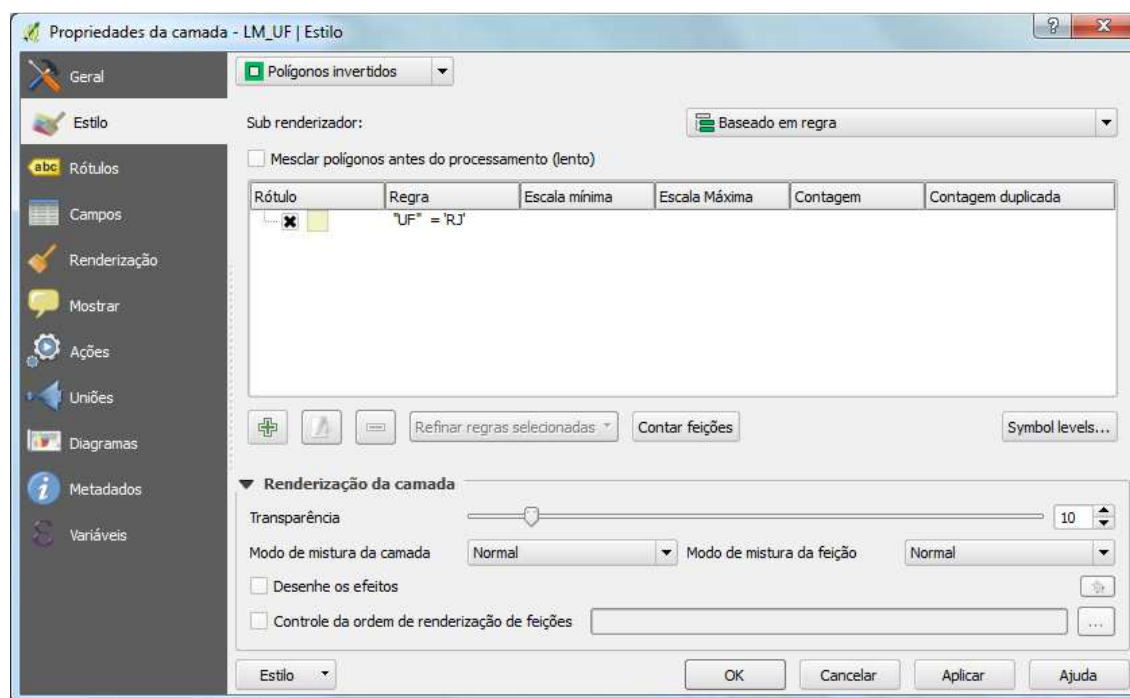 Propriedades da camada - LM_UF | Estilo
Geral
Estilo
abc Rótulos
Campos
Renderização
Mostrar
Ações
Uniões
Diagramas
Metadados
Variáveis
Polígonos invertidos
Sub renderizador:
Baseado em regra
Mesclar polígonos antes do processamento (lento)
Rótulo Regra Escala mínima Escala Máxima Contagem Contagem duplicada
"UF" = 'RJ'
Refinar regras selecionadas
Contar feições
Symbol levels...
Renderização da camada
Transparência 10
Modo de mistura da camada Normal Modo de mistura da feição Normal
Desenhe os efeitos
Controle da ordem de renderização de feições ...
Estilo OK Cancelar Aplicar Ajuda